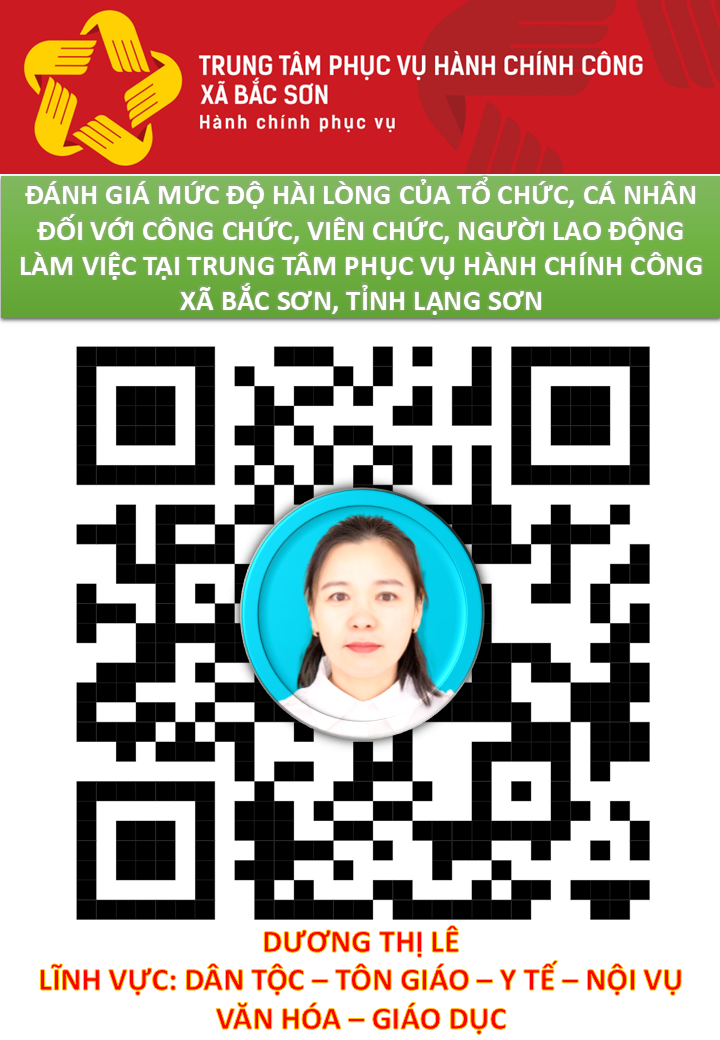 TRUNG TÂM PHỤC VỤ HÀNH CHÍNH CÔNG
XÃ BẮC SƠN
Hành chính phục vụ
ĐÁNH GIÁ MỨC ĐỘ HÀI LÒNG CỦA TỔ CHỨC, CÁ NHÂN
ĐỐI VỚI CÔNG CHỨC, VIÊN CHỨC, NGƯỜI LAO ĐỘNG
LÀM VIỆC TẠI TRUNG TÂM PHỤC VỤ HÀNH CHÍNH CÔNG
XÃ BẮC SƠN, TỈNH LẠNG SƠN
DƯƠNG THỊ LÊ
LĨNH VỰC: DÂN TỘC – TÔN GIÁO – Y TẾ – NỘI VỤ
VĂN HÓA – GIÁO DỤC